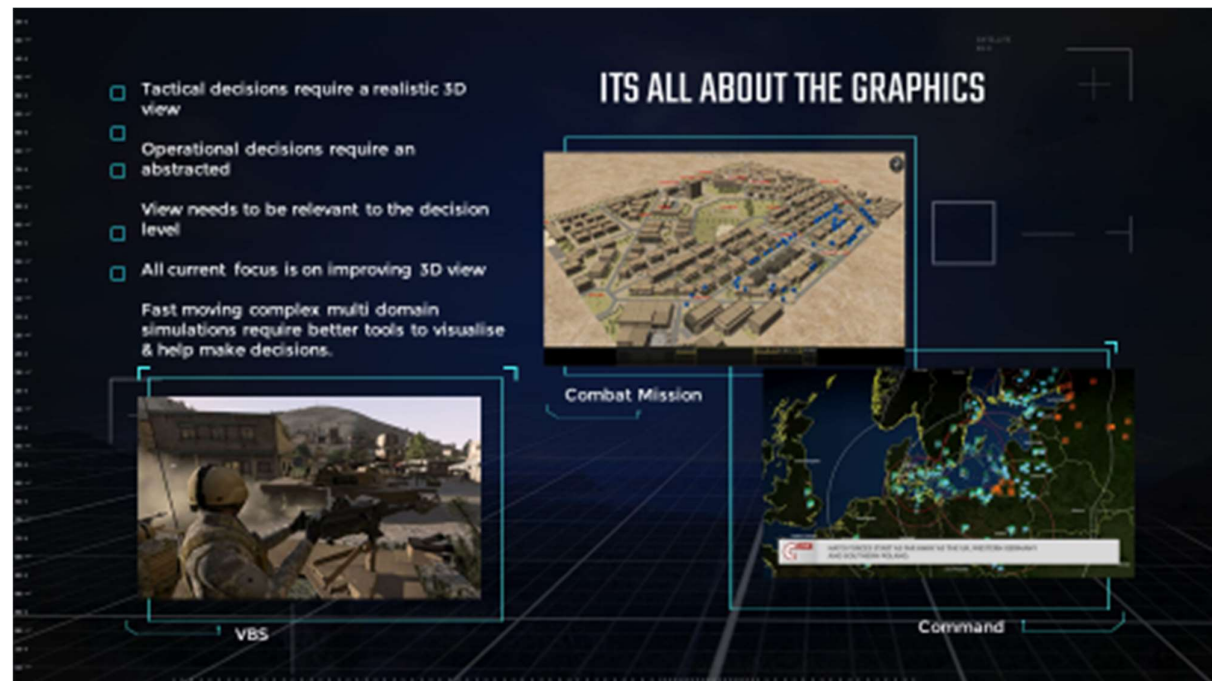 ITS ALL ABOUT THE GRAPHICS
Tactical decisions require a realistic 3D
view
Operational decisions require an
abstracted
View needs to be relevant to the decision
level
All current focus is on improving 3D view
Fast moving complex multi domain
simulations require better tools to visualise
& help make decisions.
Combat Mission
VBS
Command